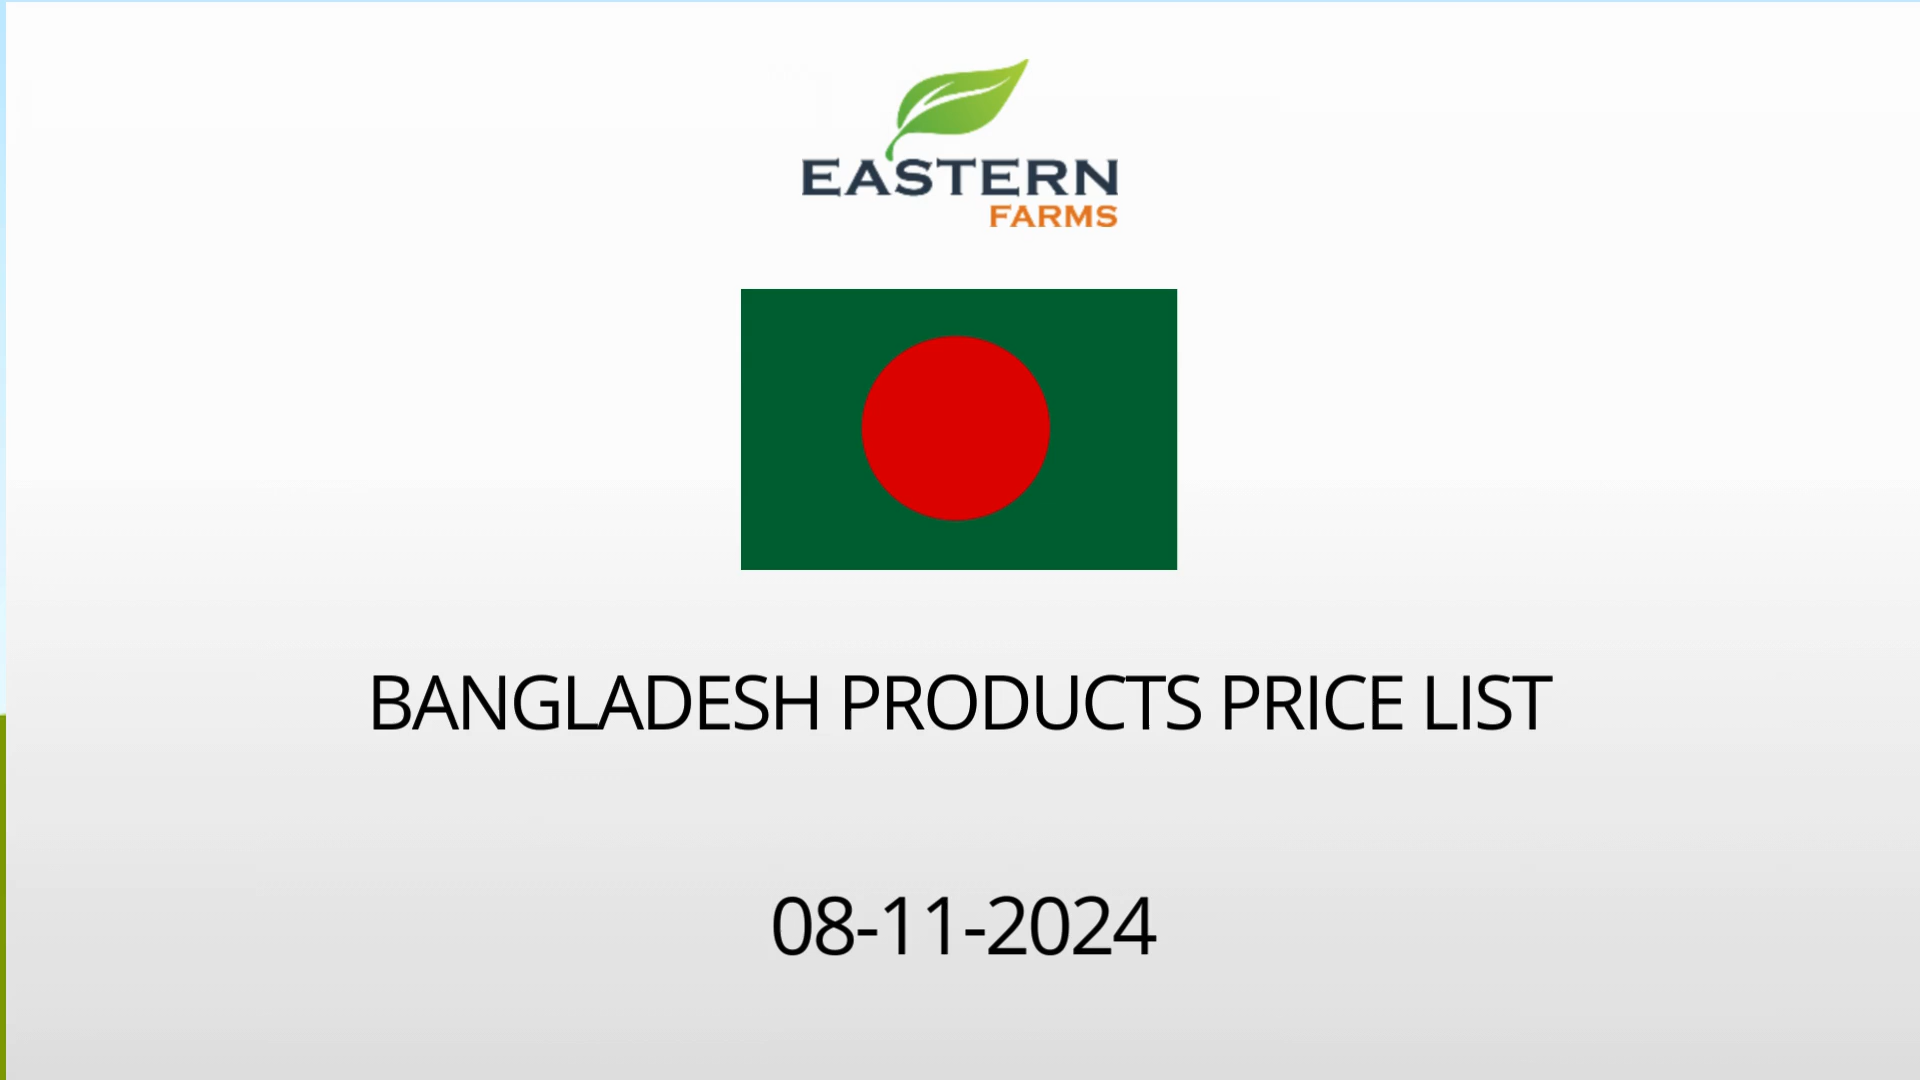 EASTERN
FARMS
BANGLADESH PRODUCTS PRICE LIST
08-11-2024